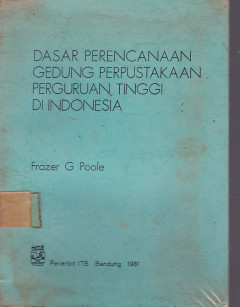 DASAR PERENCANAAN
GEDUNG PERPUSTAKAAN
PERGURUAN TINGGI
DI INDONESIA
Frazer G Poole
Penerbit ITB Bandung 1981